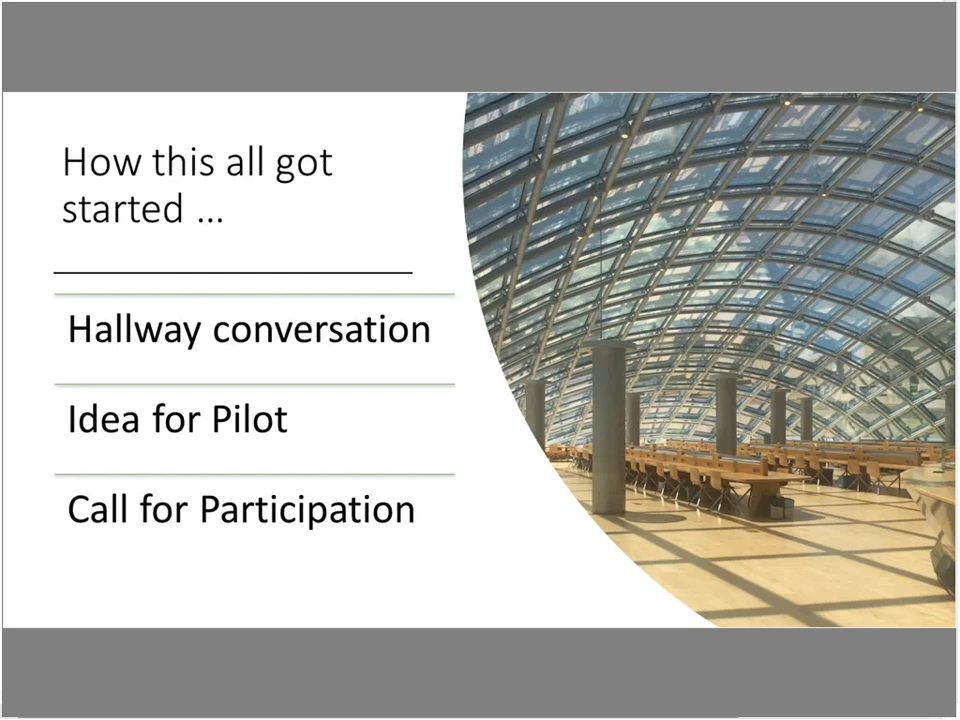 How this all got
started ...
Hallway conversation
Idea for Pilot
Call for Participation